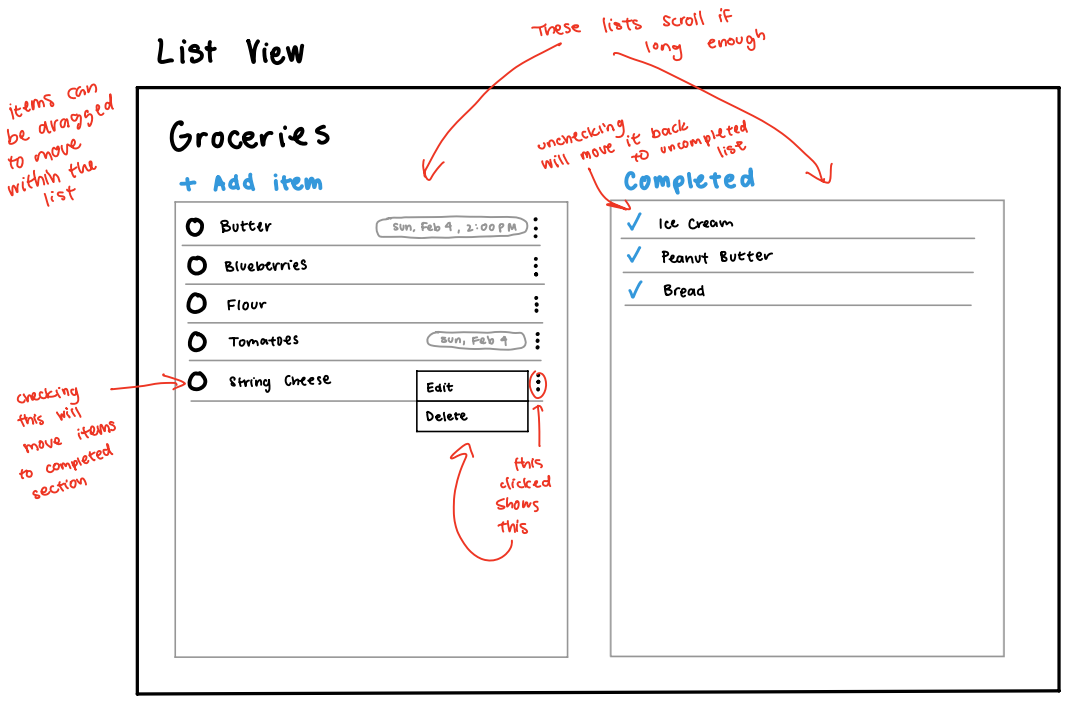 List View
These lists scroll if
long enough
items can
be dragged
to move
within the
list
Groceries
unchecking
will move it back
to uncompleted
list
+ Add item
Completed
Butter
Sun, Feb 4, 2:00PM
Blueberries
Flour
Tomatoes
Sun, Feb 4
String Cheese
Edit
Delete
Ice Cream
Peanut Butter
Bread
checking
this will
move items
to completed
section
this
clicked
shows
this